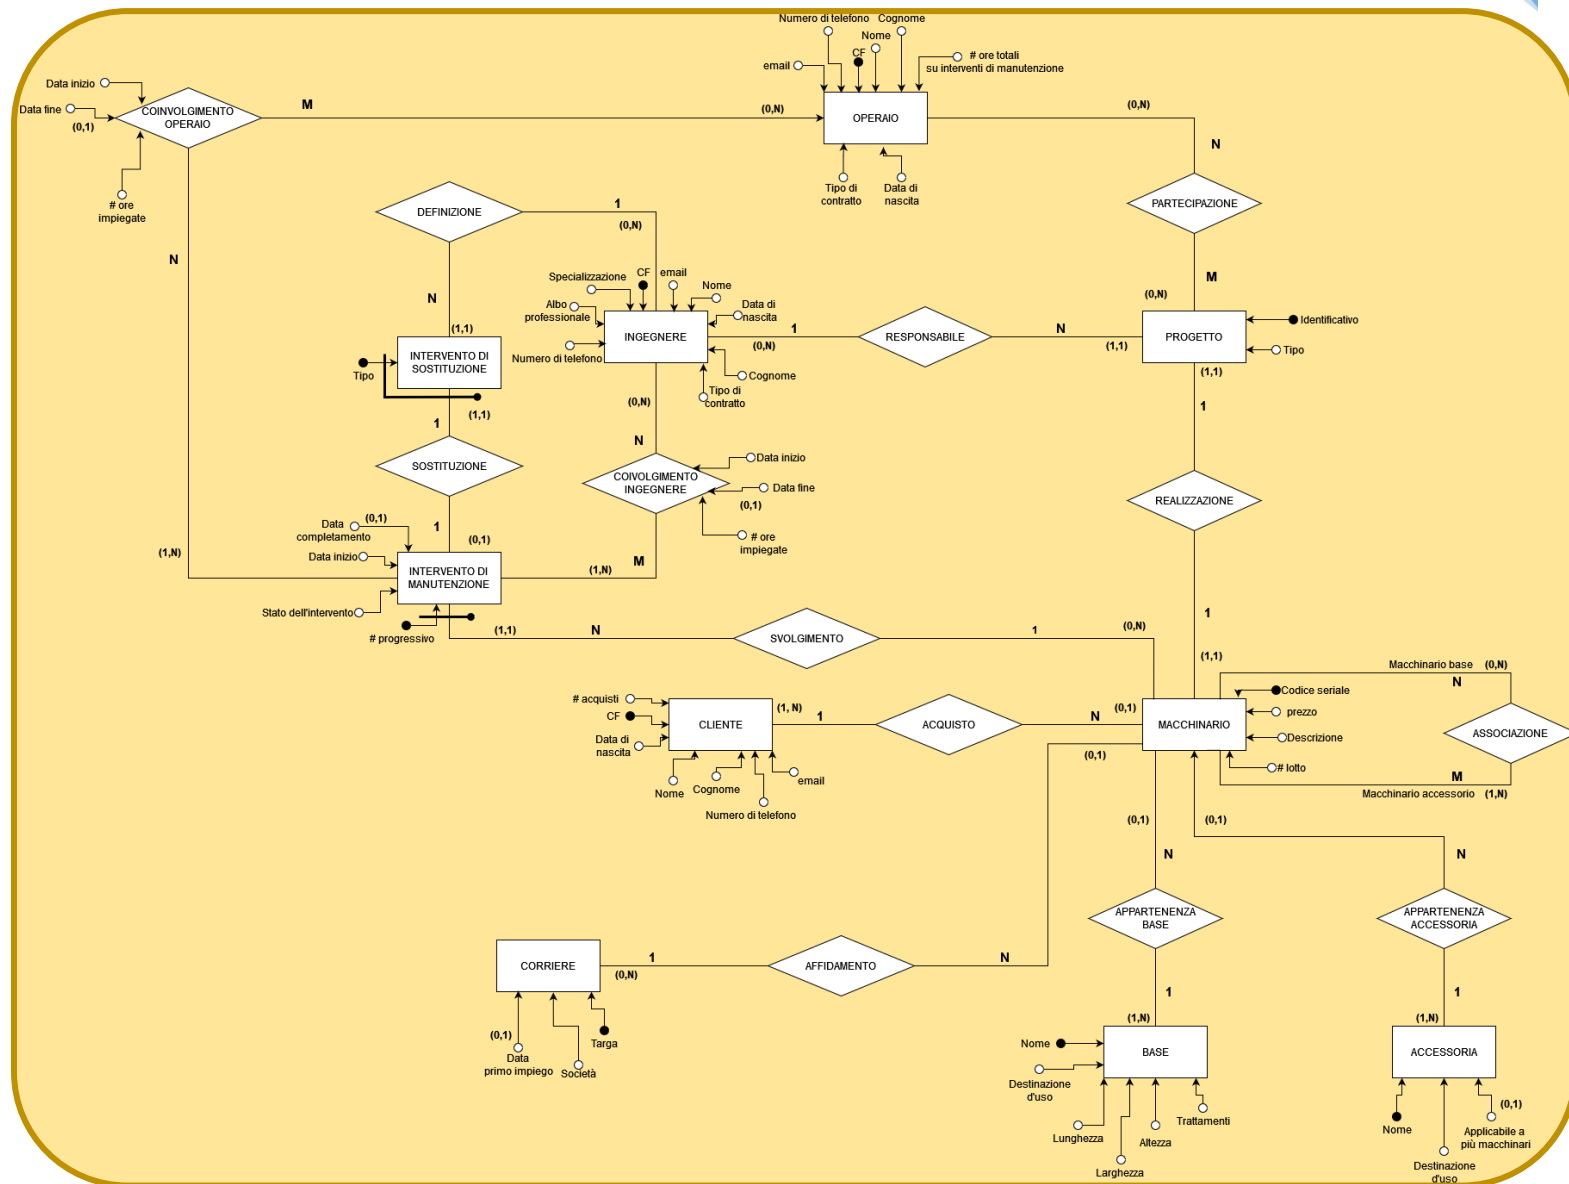 Numero di telefono
Cognome
Nome
CF
email
# ore totali
su interventi di manutenzione
OPERAIO
Tipo di
contratto
Data di
nascita
Data inizio
Data fine
(0,1)
COINVOLGIMENTO
OPERAIO
# ore
impiegate
M
(0,N)
(0,N)
N
PARTECIPAZIONE
M
(0,N)
N
(1,N)
DEFINIZIONE
1
(0,N)
N
(1,1)
INTERVENTO DI
SOSTITUZIONE
Tipo
(1,1)
1
SOSTITUZIONE
1
(0,1)
Specializzazione
CF
email
Nome
Albo
professionale
Data di
nascita
Numero di telefono
INGEGNERE
Cognome
Tipo di
contratto
1
(0,N)
RESPONSABILE
N
(1,1)
PROGETTO
Identificativo
Tipo
(1,1)
1
REALIZZAZIONE
1
(1,1)
(0,N)
N
COIVOLGIMENTO
INGEGNERE
Data inizio
Data fine
(0,1)
# ore
impiegate
M
(1,N)
Data
completamento
(0,1)
Data inizio
INTERVENTO DI
MANUTENZIONE
Stato dell'intervento
# progressivo
(1,1)
N
SVOLGIMENTO
1
(0,N)
# acquisti
CF
Data di
nascita
CLIENTE
Nome
Cognome
Numero di telefono
email
(1, N)
1
ACQUISTO
N
(0,1)
MACCHINARIO
Codice seriale
prezzo
Descrizione
# lotto
Macchinario base
(0,N)
N
ASSOCIAZIONE
M
Macchinario accessorio
(1,N)
(0,1)
(0,1)
N
APPARTENENZA
BASE
1
(1,N)
(0,1)
N
APPARTENENZA
ACCESSORIA
1
(1,N)
CORRIERE
1
(0,N)
AFFIDAMENTO
N
(0,1)
Data
primo impiego
Società
Targa
Nome
BASE
Destinazione
d'uso
Lunghezza
Larghezza
Altezza
Trattamenti
ACCESSORIA
Nome
Destinazione
d'uso
(0,1)
Applicabile a
più macchinari